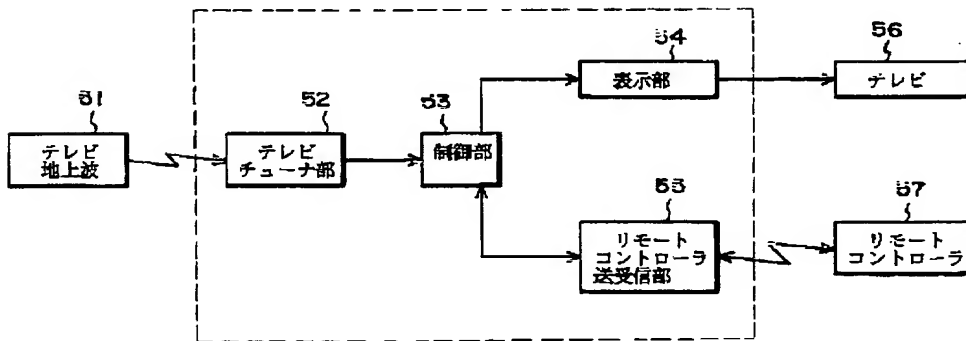 51
テレビ
地上波
52
テレビ
チューナ部
53
制御部
54
表示部
56
テレビ
55
リモート
コントローラ
送受信部
57
リモート
コントローラ